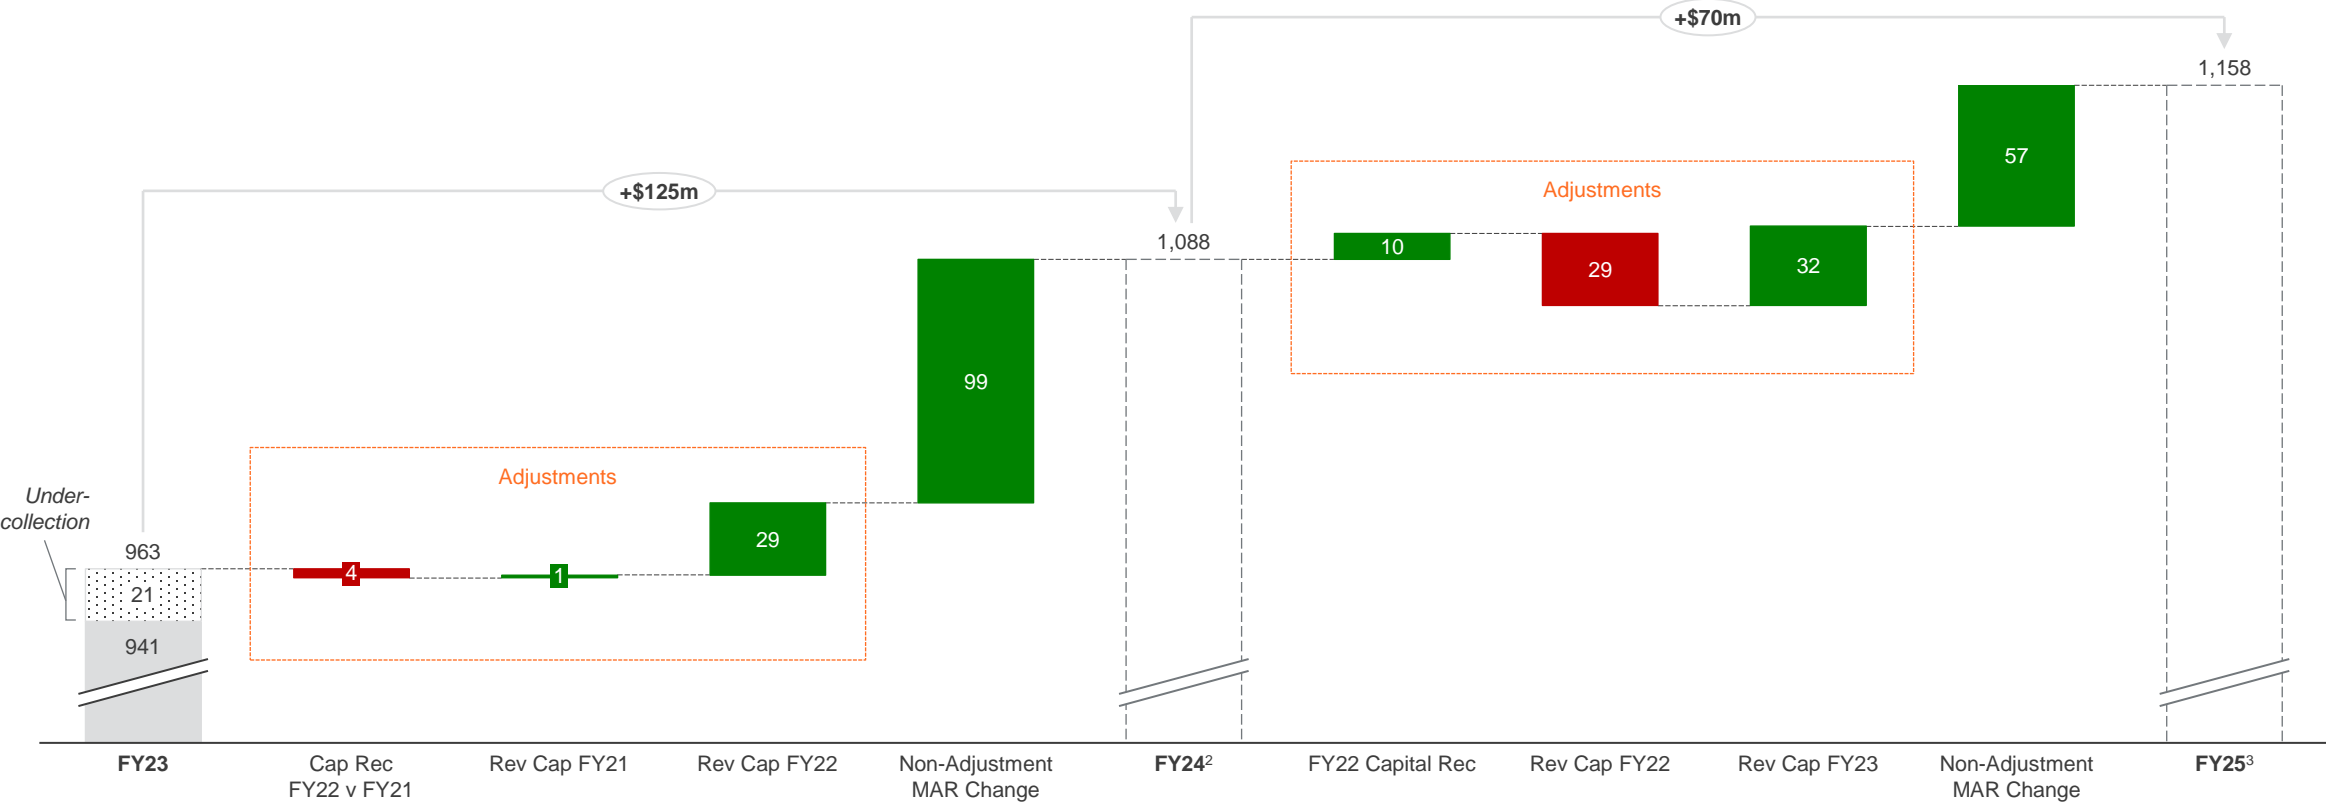 +$70m
1,158
57
Adjustments
+$125m
1,088
10
29
32
99
Adjustments
Under-
collection
963
29
4
1
21
941
FY23
Cap Rec
FY22 v FY21
Rev Cap FY21
Rev Cap FY22
Non-Adjustment
MAR Change
FY24²
FY22 Capital Rec
Rev Cap FY22
Rev Cap FY23
Non-Adjustment
MAR Change
FY25³